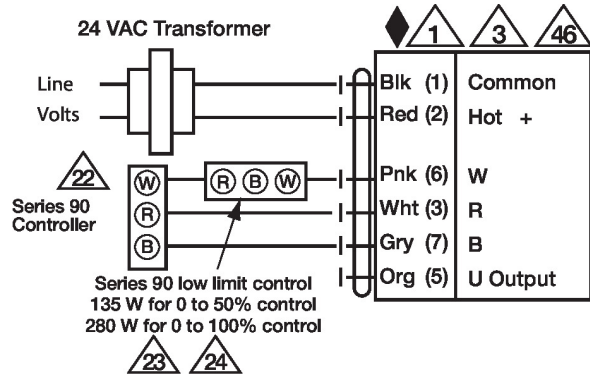 24 VAC Transformer
1 3 46
Line
Volts
Blk (1) Common
Red (2) Hot +
22
Series 90
Controller
W R B W Pnk (6) W
R Wht (3) R
B Gry (7) B
Org (5) U Output
Series 90 low limit control
135 W for 0 to 50% control
280 W for 0 to 100% control
23 24